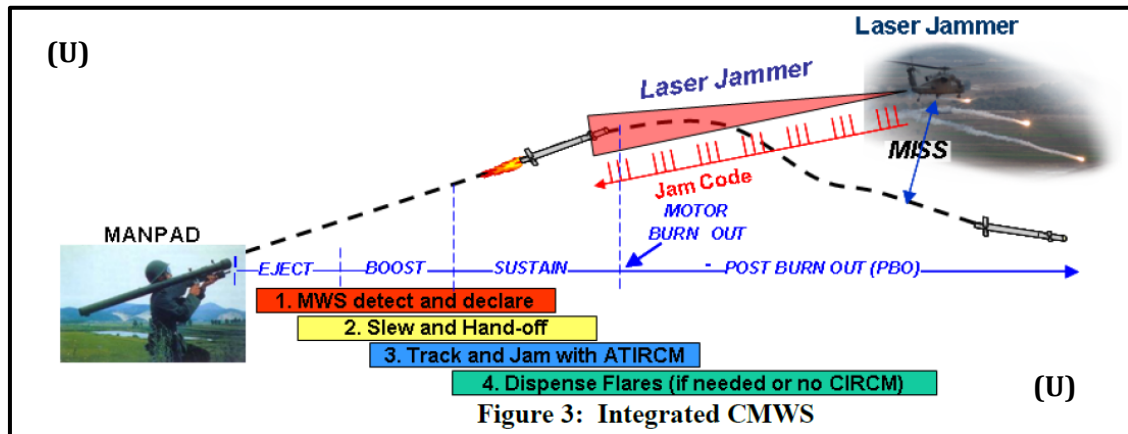 (U)
Laser Jammer
Laser Jammer
MISS
Jam Code
MANPAD
MOTOR
BURN OUT
EJECT
BOOST
SUSTAIN
- POST BURN OUT (PBO)
1. MWS detect and declare
2. Slew and Hand-off
3. Track and Jam with ATIRCM
4. Dispense Flares (if needed or no CIRCM)
(U)
Figure 3: Integrated CMWS